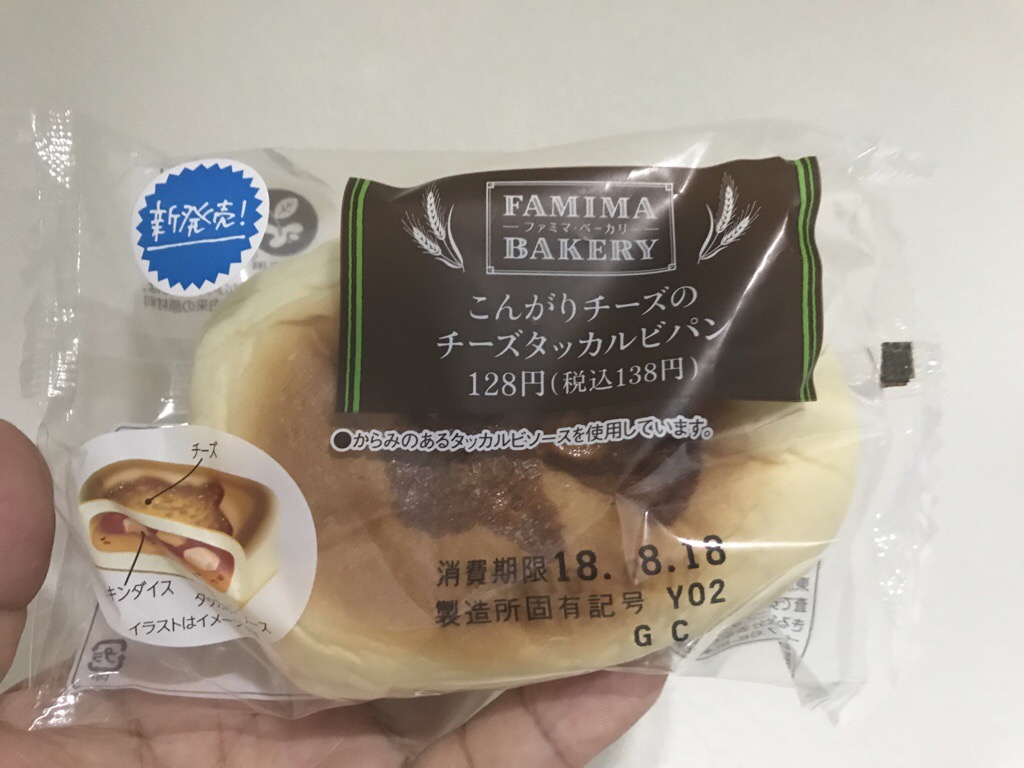 新発売!
FAMIMA
ファミマ・ベーカリー
BAKERY
こんがりチーズの
チーズタッカルビパン
128円(税込138円)
●からみのあるタッカルビソースを使用しています。
チーズ
キンダイス
イラストはイメージ
消費期限18. 8.18
製造所固有記号 Y02
G C